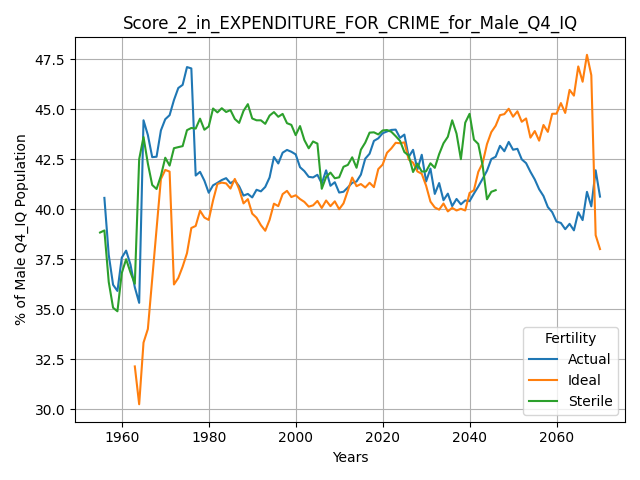 Score_2_in_EXPENDITURE_FOR_CRIME_for_Male_Q4_IQ
% of Male Q4_IQ Population
47.5
45.0
42.5
40.0
37.5
35.0
32.5
30.0
Fertility
Actual
Ideal
Sterile
1960
1980
2000
2020
2040
2060
Years